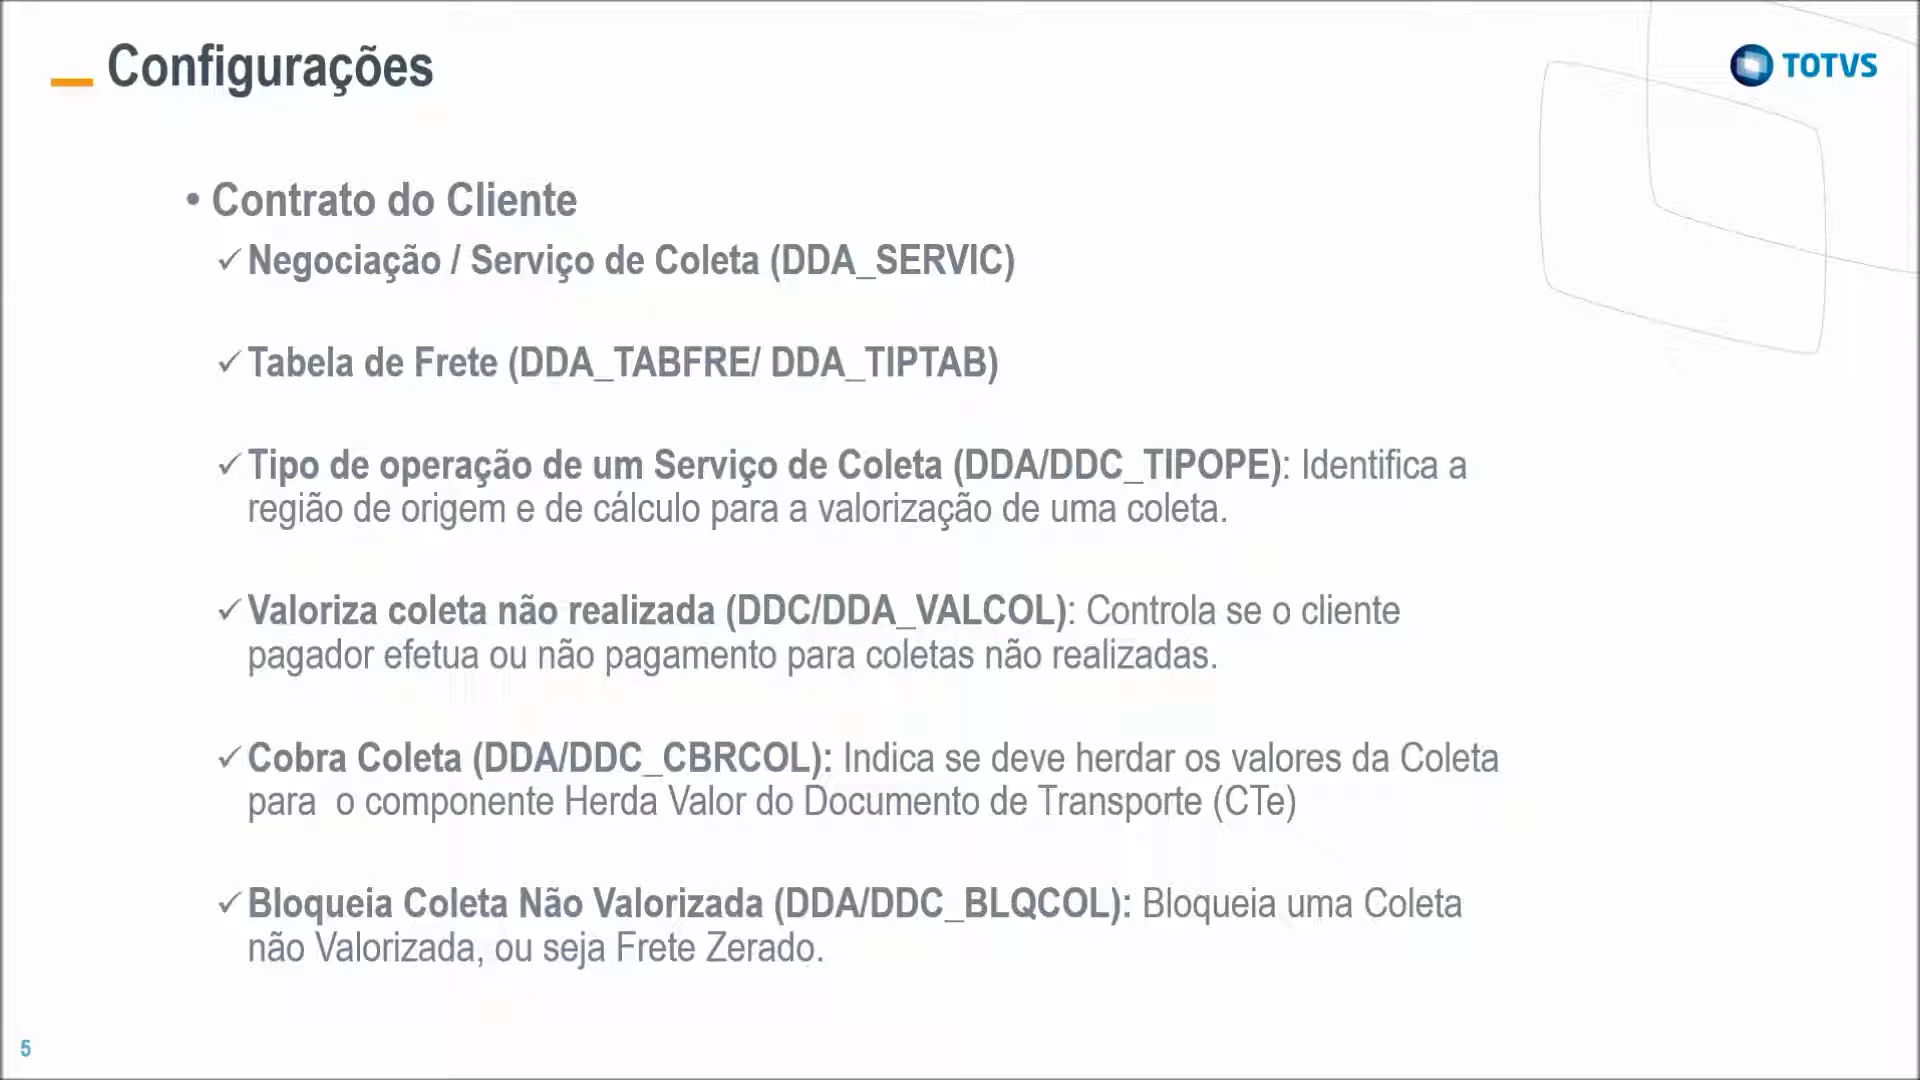 Configurações
TOTVS
• Contrato do Cliente
✓ Negociação / Serviço de Coleta (DDA_SERVIC)
✓ Tabela de Frete (DDA_TABFRE/ DDA_TIPTAB)
✓ Tipo de operação de um Serviço de Coleta (DDA/DDC_TIPOPE): Identifica a
região de origem e de cálculo para a valorização de uma coleta.
✓ Valoriza coleta não realizada (DDC/DDA_VALCOL): Controla se o cliente
pagador efetua ou não pagamento para coletas não realizadas.
✓ Cobra Coleta (DDA/DDC_CBRCOL): Indica se deve herdar os valores da Coleta
para  o componente Herda Valor do Documento de Transporte (CTe)
✓ Bloqueia Coleta Não Valorizada (DDA/DDC_BLQCOL): Bloqueia uma Coleta
não Valorizada, ou seja Frete Zerado.
5